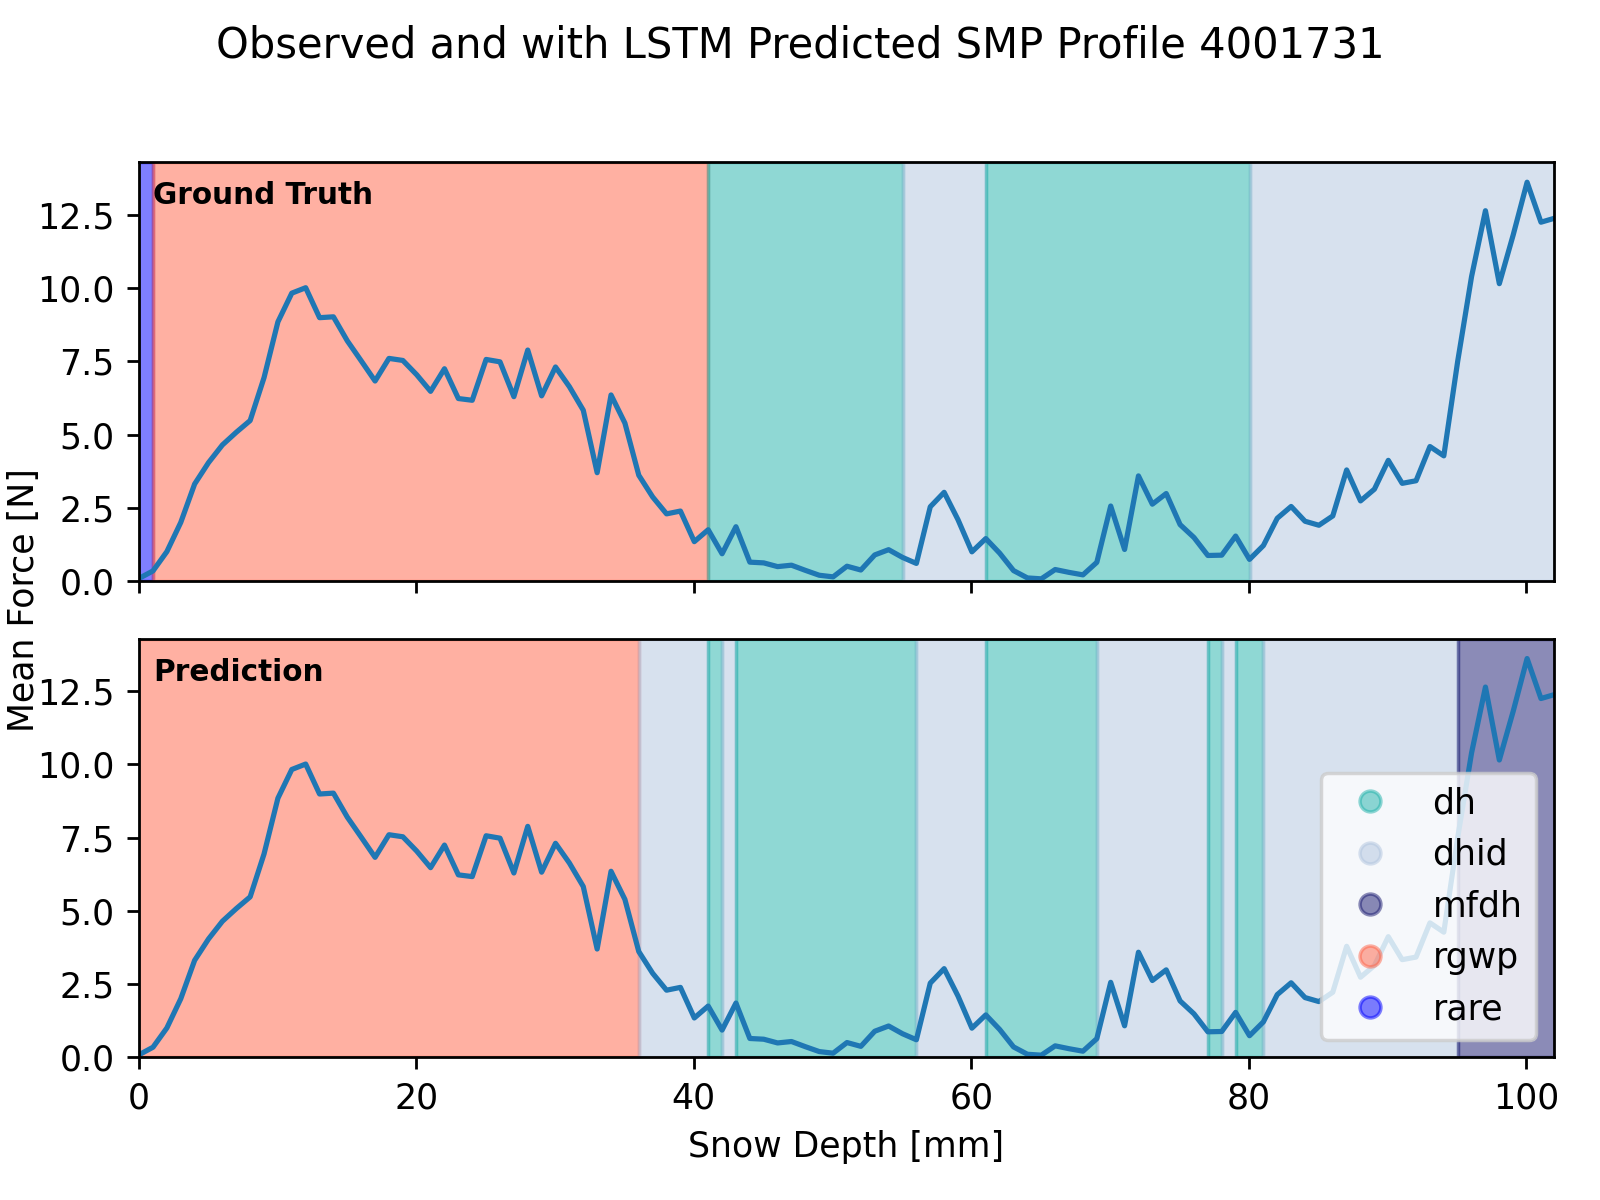 Observed and with LSTM Predicted SMP Profile 4001731
Mean Force [N]
Ground Truth
12.5
10.0
7.5
5.0
2.5
0.0
Prediction
12.5
10.0
7.5
5.0
2.5
0.0
dh
dhid
mfdh
rgwp
rare
0 20 40 60 80 100
Snow Depth [mm]